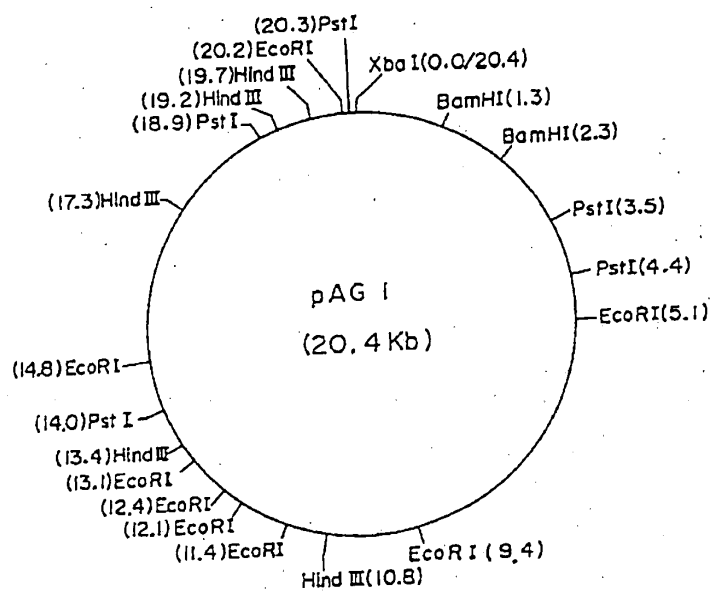 (20.3)PstI
(20.2)EcoRI
XbaI(0.0/20.4)
(19.7)Hind III
(19.2)Hind III
(18.9)PstI
BamHI(1.3)
BamHI(2.3)
(17.3)Hind III
PstI(3.5)
PstI(4.4)
EcoRI(5.1)
pAG 1
(20.4Kb)
(14.8)EcoRI
(14.0)Pst I
(13.4)Hind III
(13.1)EcoRI
(12.4)EcoRI
(12.1)EcoRI
(11.4)EcoRI
Hind III(10.8)
EcoRI(9.4)